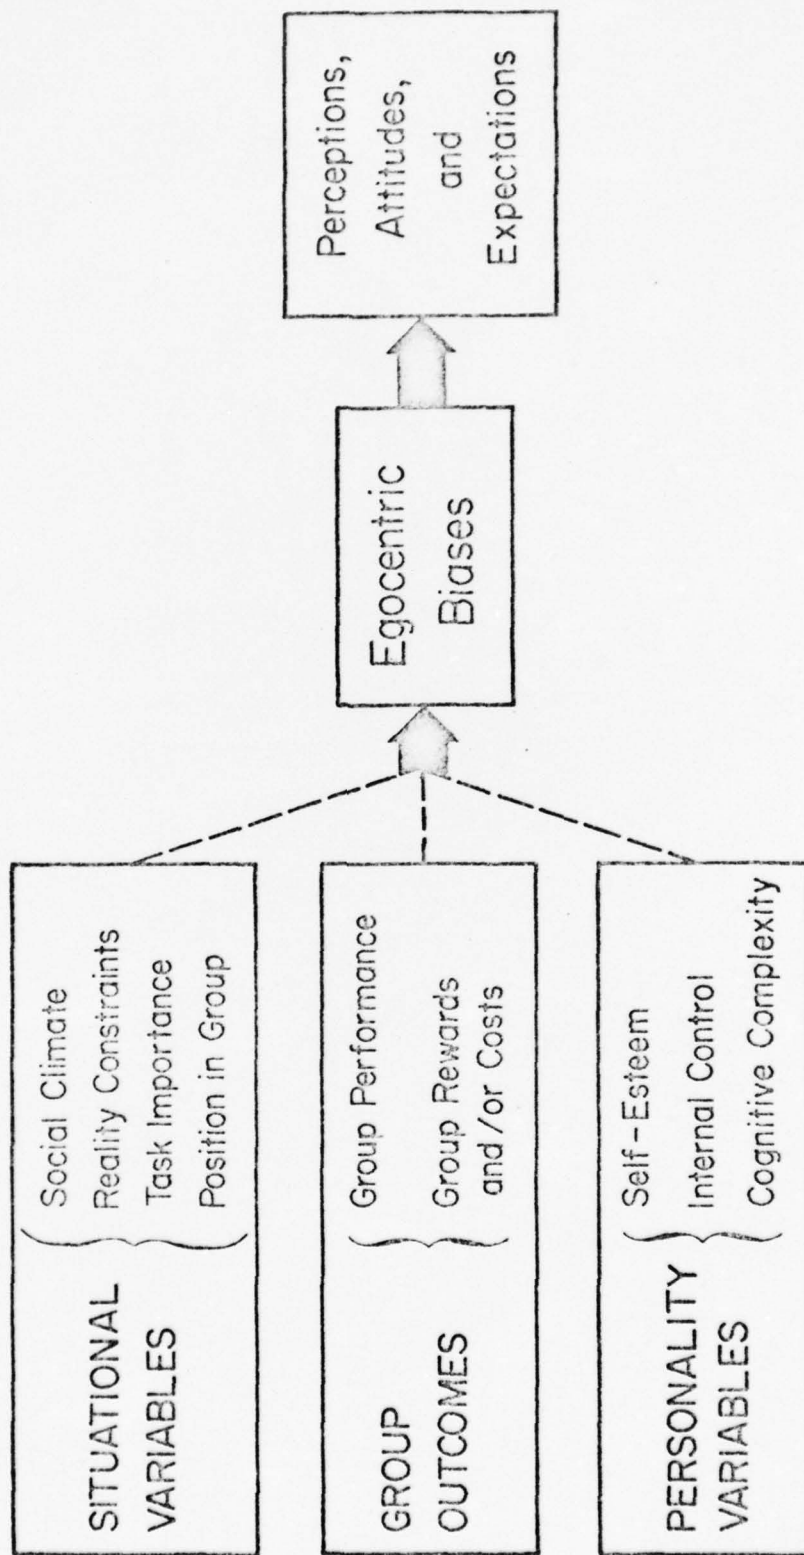 SITUATIONAL
VARIABLES
Social Climate
Reality Constraints
Task Importance
Position in Group
GROUP
OUTCOMES
Group Performance
Group Rewards
and/or Costs
PERSONALITY
VARIABLES
Self-Esteem
Internal Control
Cognitive Complexity
Egocentric
Biases
Perceptions,
Attitudes,
and
Expectations